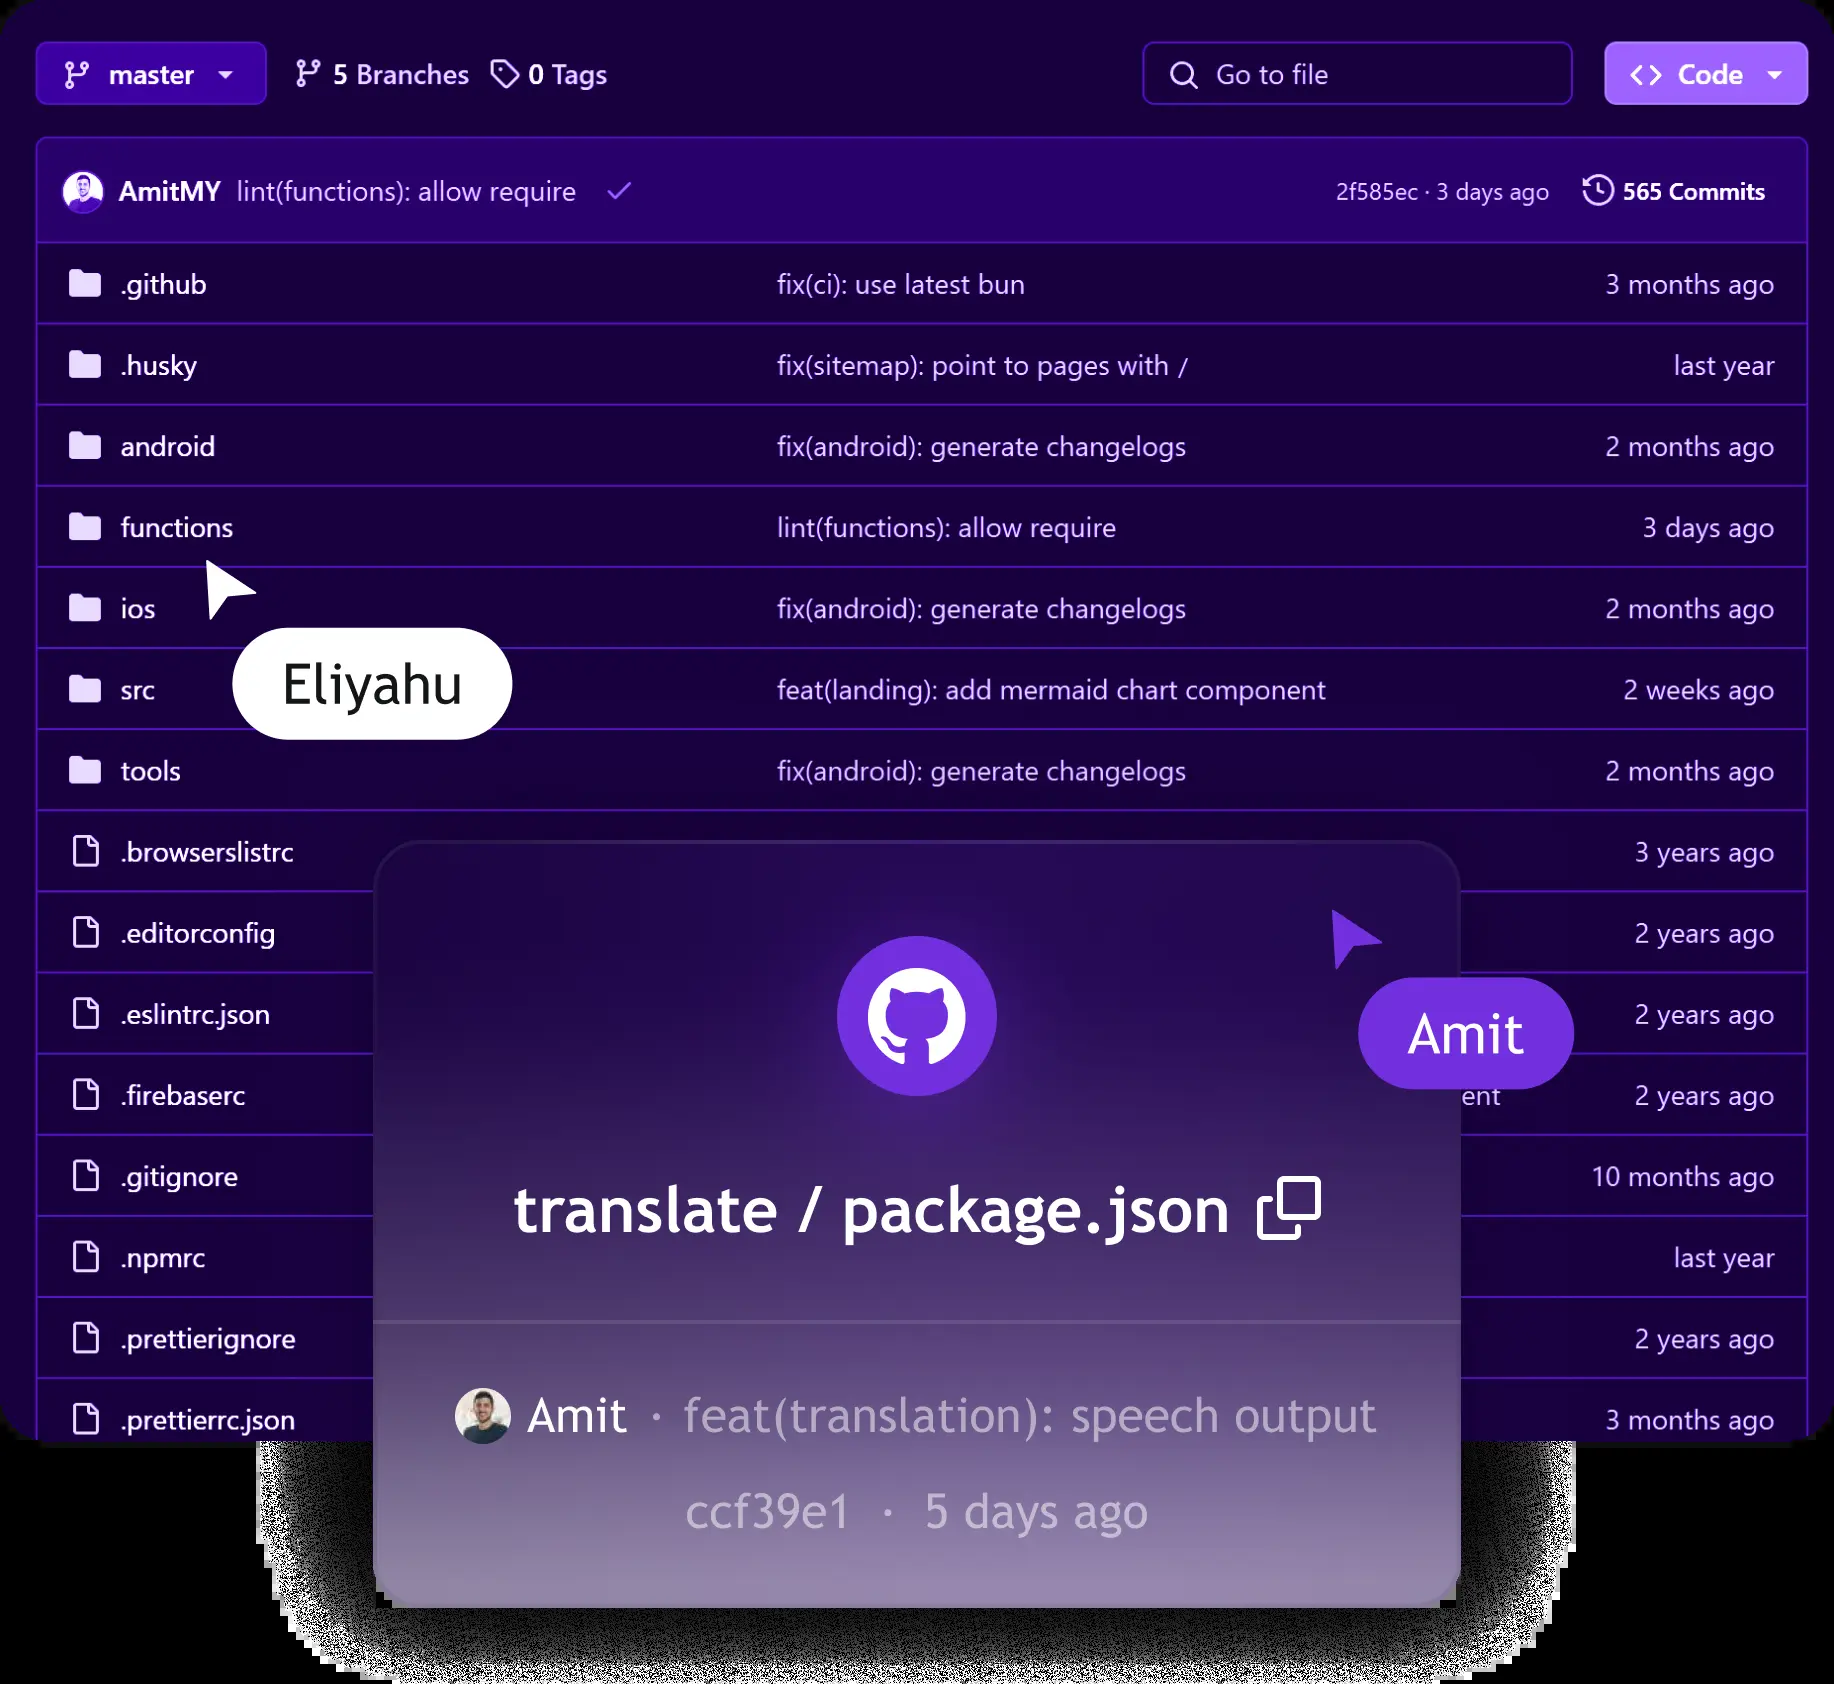 master 5 Branches 0 Tags Go to file Code
AmitMY lint(functions): allow require 2f585ec · 3 days ago 565 Commits
.github fix(ci): use latest bun 3 months ago
.husky fix(sitemap): point to pages with / last year
android fix(android): generate changelogs 2 months ago
functions lint(functions): allow require 3 days ago
ios fix(android): generate changelogs 2 months ago
Eliyahu
src feat(landing): add mermaid chart component 2 weeks ago
tools fix(android): generate changelogs 2 months ago
.browserslistrc 3 years ago
.editorconfig 2 years ago
.eslintrc.json 2 years ago
Amit
.firebaserc ent 2 years ago
.gitignore 10 months ago
.npmrc last year
.prettierignore 2 years ago
.prettierrc.json 3 months ago
translate / package.json
Amit · feat(translation): speech output
ccf39e1 · 5 days ago